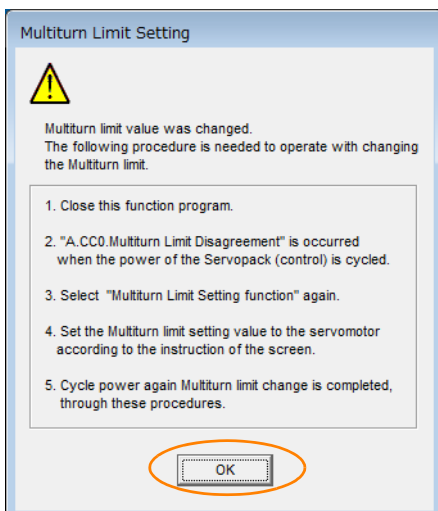 Multiturn Limit Setting
Multiturn limit value was changed.
The following procedure is needed to operate with changing
the Multiturn limit.
1. Close this function program.
2. "A.CC0.Multiturn Limit Disagreement" is occurred
when the power of the Servopack (control) is cycled.
3. Select "Multiturn Limit Setting function" again.
4. Set the Multiturn limit setting value to the servomotor
according to the instruction of the screen.
5. Cycle power again Multiturn limit change is completed,
through these procedures.
OK